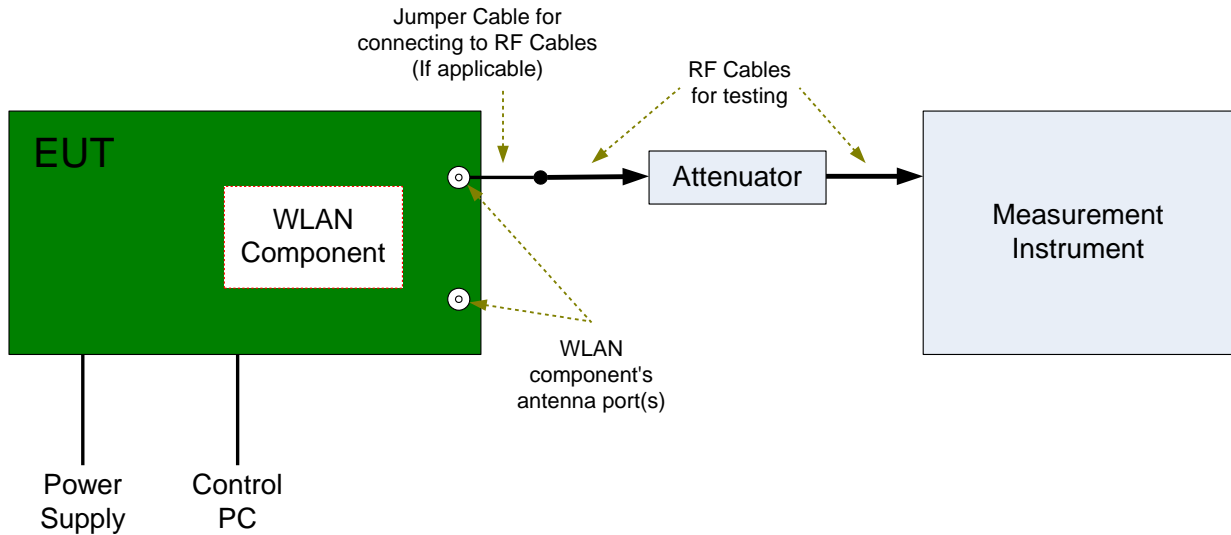 Jumper Cable for
connecting to RF Cables
(If applicable)
RF Cables
for testing
EUT
WLAN
Component
Attenuator
Measurement
Instrument
WLAN
component's
antenna port(s)
Power
Supply
Control
PC